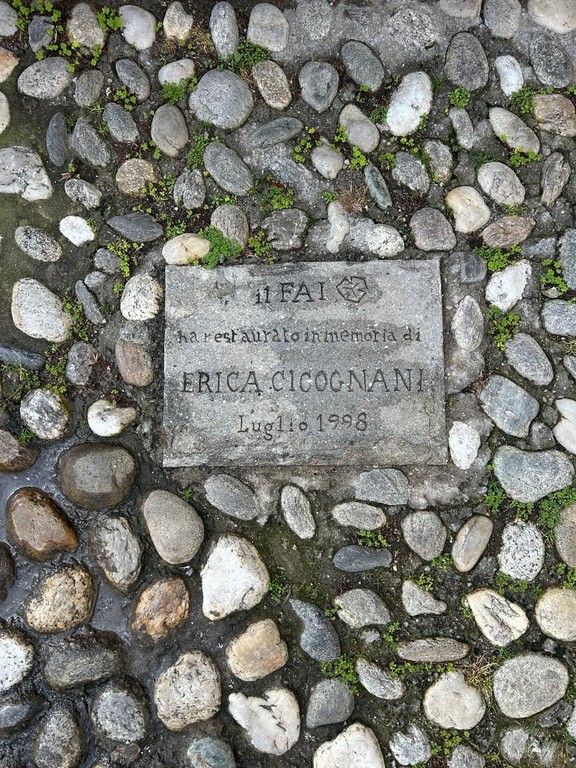 il FAI
ha restaurato in memoria di
ERICA CICOGNANI
Luglio 1998